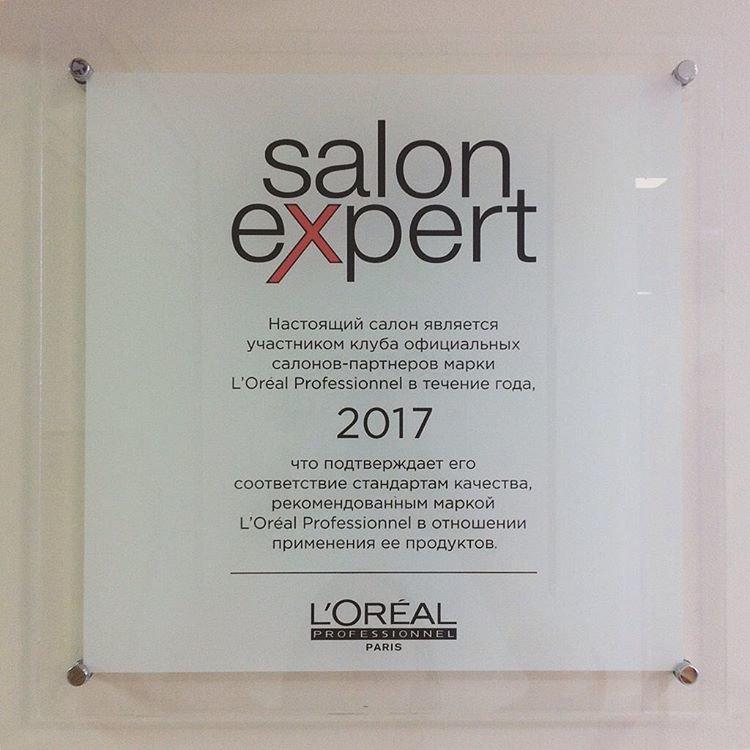 salon
expert
Настоящий салон является
участником клуба официальных
салонов-партнеров марки
L'Oréal Professionnel в течение года,
2017
что подтверждает его
соответствие стандартам качества,
рекомендованным маркой
L'Oréal Professionnel в отношении
применения ее продуктов.
L'ORÉAL
PROFESSIONNEL
PARIS